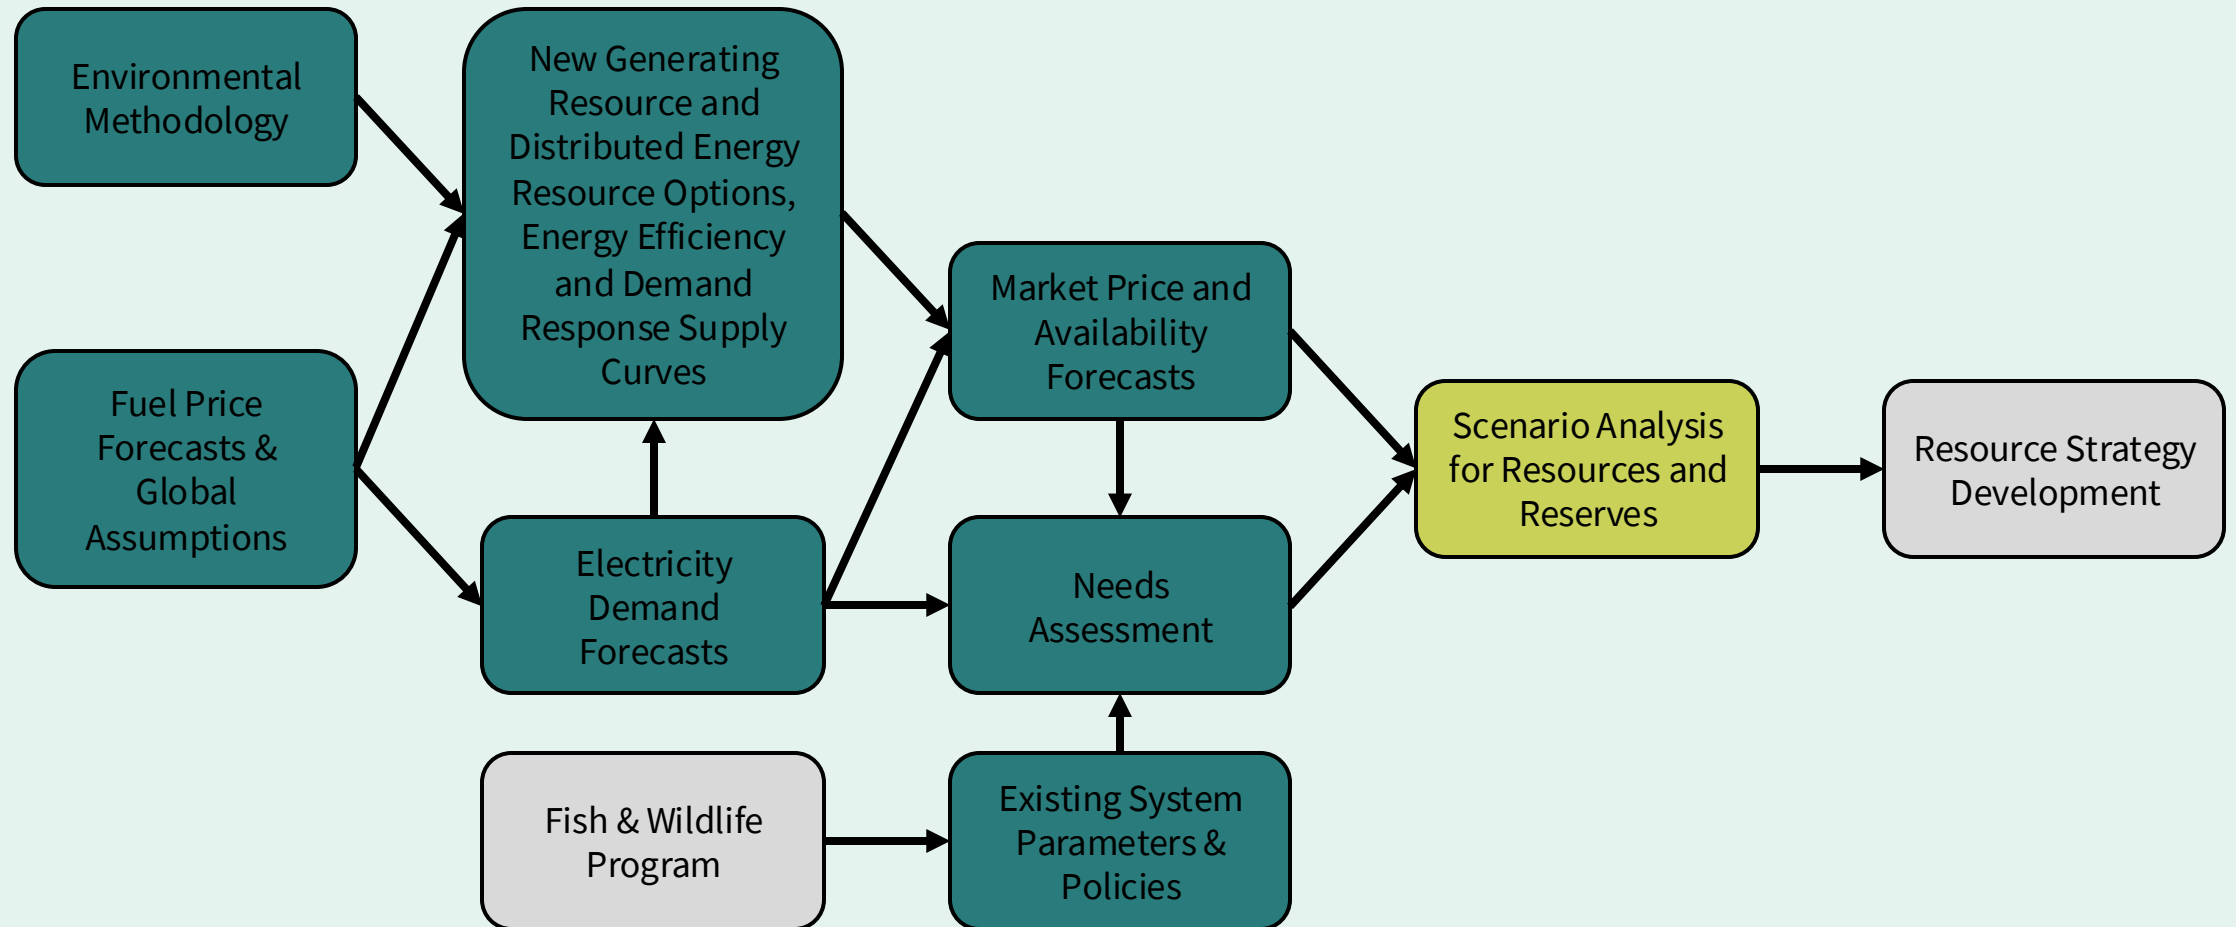 Environmental
Methodology
New Generating
Resource and
Distributed Energy
Resource Options,
Energy Efficiency
and Demand
Response Supply
Curves
Fuel Price
Forecasts &
Global
Assumptions
Electricity
Demand
Forecasts
Market Price and
Availability
Forecasts
Needs
Assessment
Scenario Analysis
for Resources and
Reserves
Resource Strategy
Development
Fish & Wildlife
Program
Existing System
Parameters &
Policies